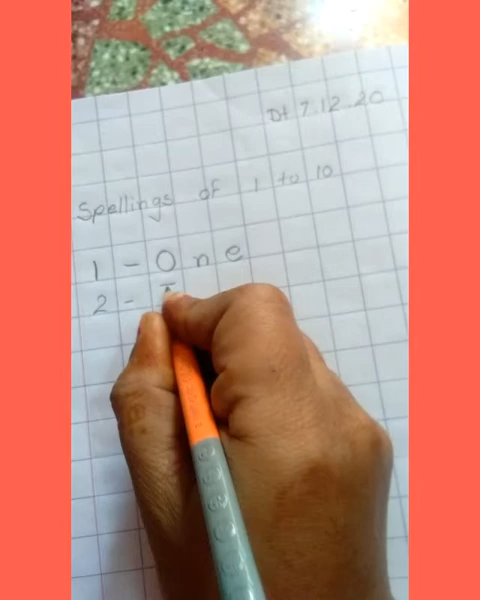 Dt 7.12.20
Spellings of 1 to 10
1 - One
2 - T